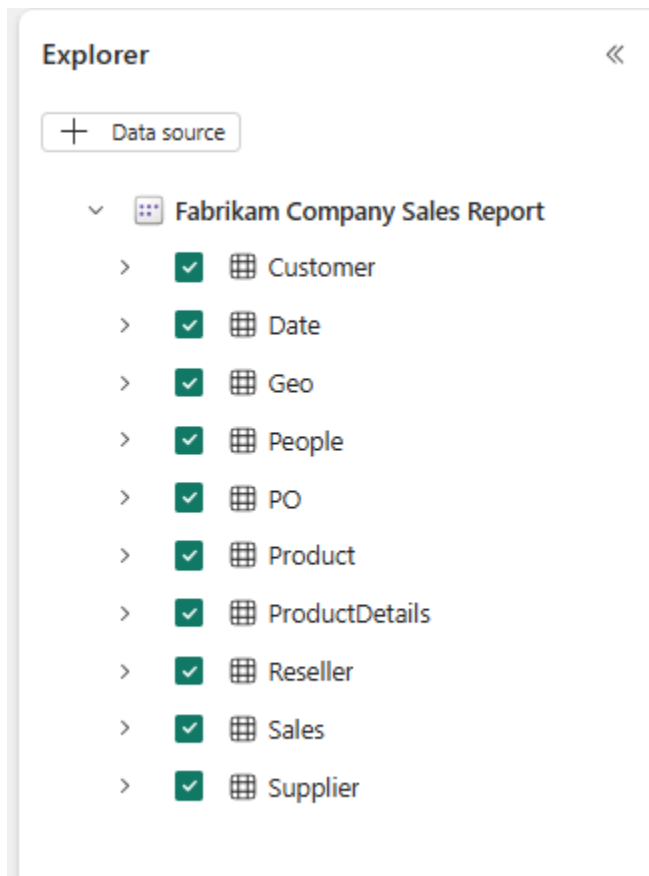 Explorer
Data source
Fabrikam Company Sales Report
Customer
Date
Geo
People
PO
Product
ProductDetails
Reseller
Sales
Supplier